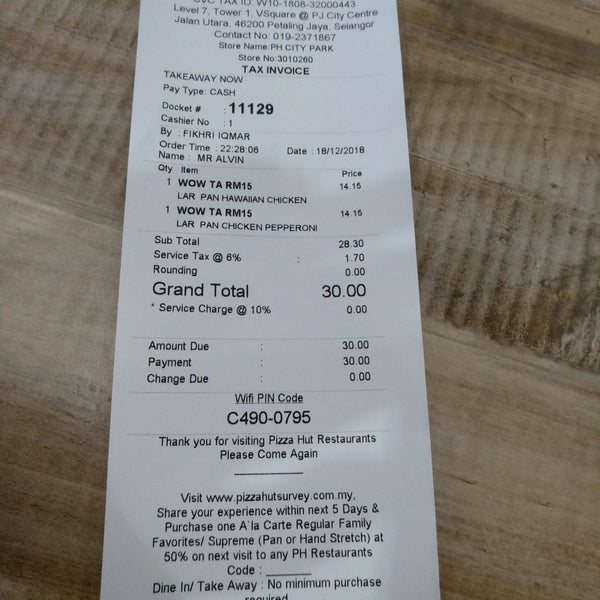 SVC TAX ID: W10-1808-32000443
Level 7, Tower 1, VSquare @ PJ City Centre
Jalan Utara, 46200 Petaling Jaya, Selangor
Contact No: 019-2371867
Store Name:PH CITY PARK
Store No:3010260
TAX INVOICE
TAKEAWAY NOW
Pay Type: CASH
Docket # : 11129
Cashier No : 1
By : FIKHRI IQMAR
Order Time : 22:28:06 Date : 18/12/2018
Name : MR ALVIN
Qty Item Price
1 WOW TA RM15 14.15
LAR PAN HAWAIIAN CHICKEN
1 WOW TA RM15 14.15
LAR PAN CHICKEN PEPPERONI
Sub Total 28.30
Service Tax @ 6% : 1.70
Rounding 0.00
Grand Total 30.00
* Service Charge @ 10% 0.00
Amount Due : 30.00
Payment : 30.00
Change Due : 0.00
Wifi PIN Code
C490-0795
Thank you for visiting Pizza Hut Restaurants
Please Come Again
Visit www.pizzahutsurvey.com.my,
Share your experience within next 5 Days &
Purchase one A`la Carte Regular Family
Favorites/ Supreme (Pan or Hand Stretch) at
50% on next visit to any PH Restaurants
Code : _______
Dine In/ Take Away : No minimum purchase
required